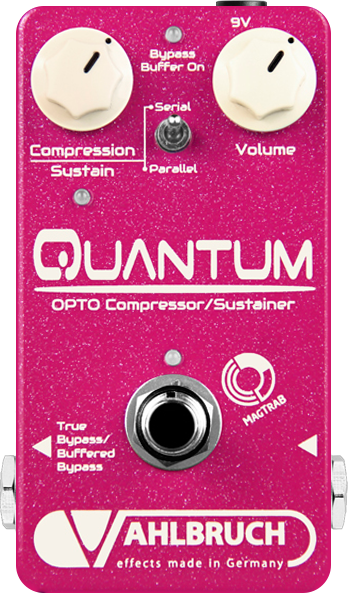 9V
Bypass
Buffer On
Serial
Compression
Sustain
Volume
Parallel
QUANTUM
OPTO Compressor/Sustainer
MAGTRAB
True
Bypass/
Buffered
Bypass
VAHLBRUCH
effects made in Germany